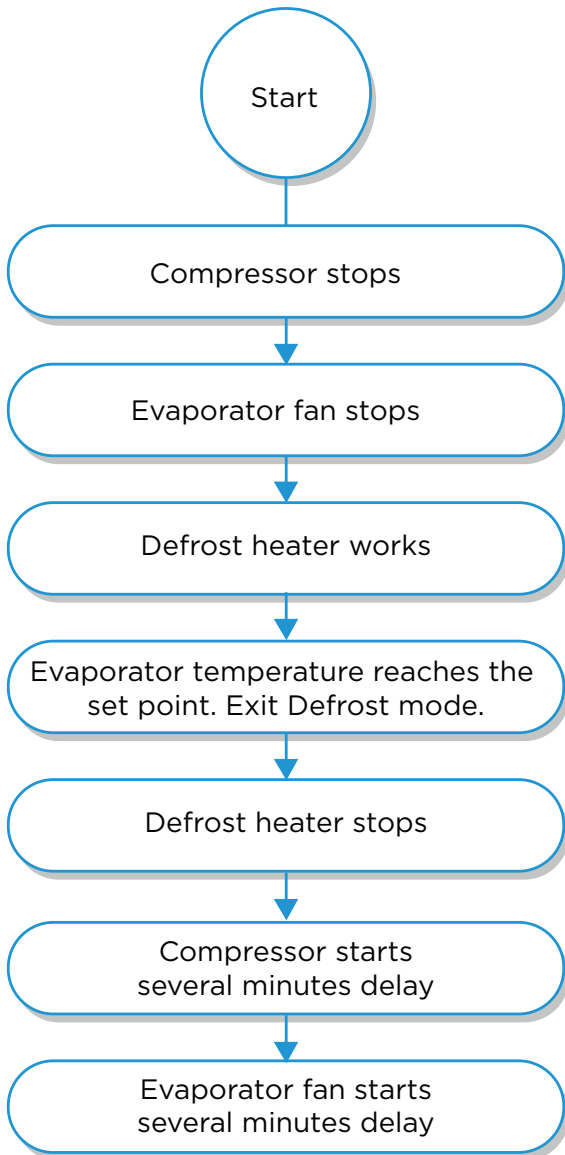 Start
Compressor stops
Evaporator fan stops
Defrost heater works
Evaporator temperature reaches the
set point. Exit Defrost mode.
Defrost heater stops
Compressor starts
several minutes delay
Evaporator fan starts
several minutes delay